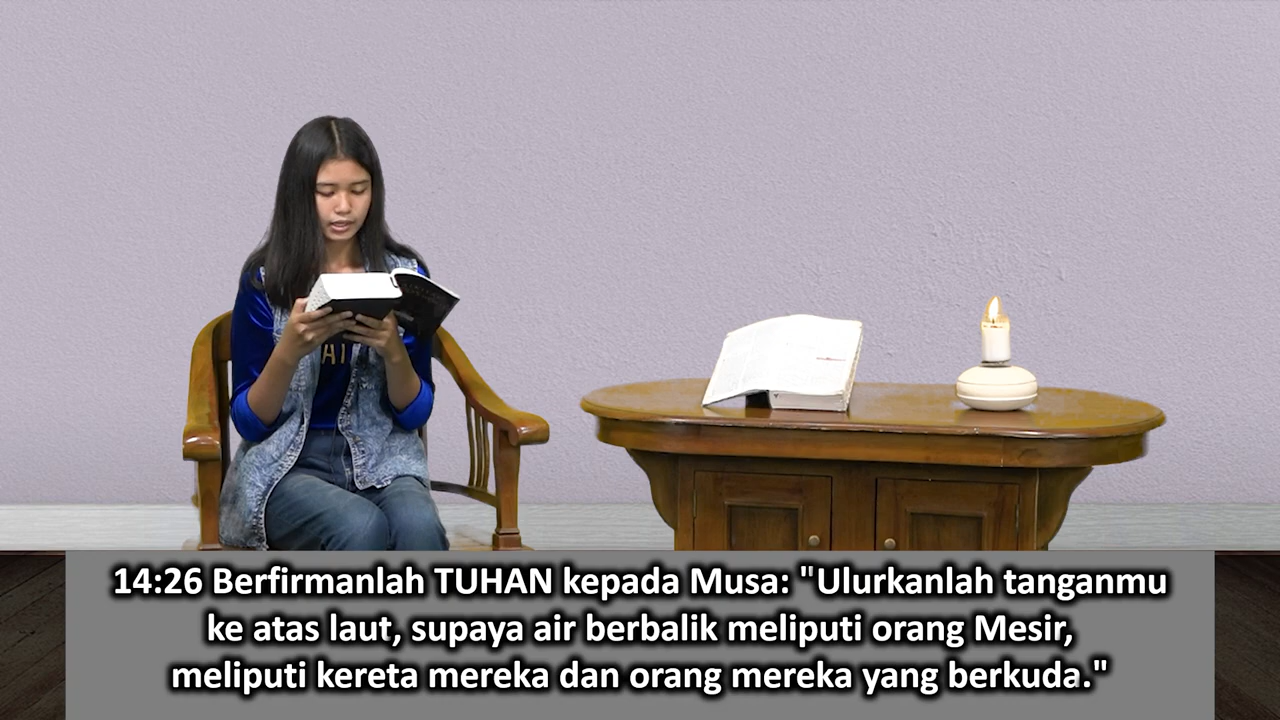 14:26 Berfirmanlah TUHAN kepada Musa: "Ulurkanlah tanganmu
ke atas laut, supaya air berbalik meliputi orang Mesir,
meliputi kereta mereka dan orang mereka yang berkuda."